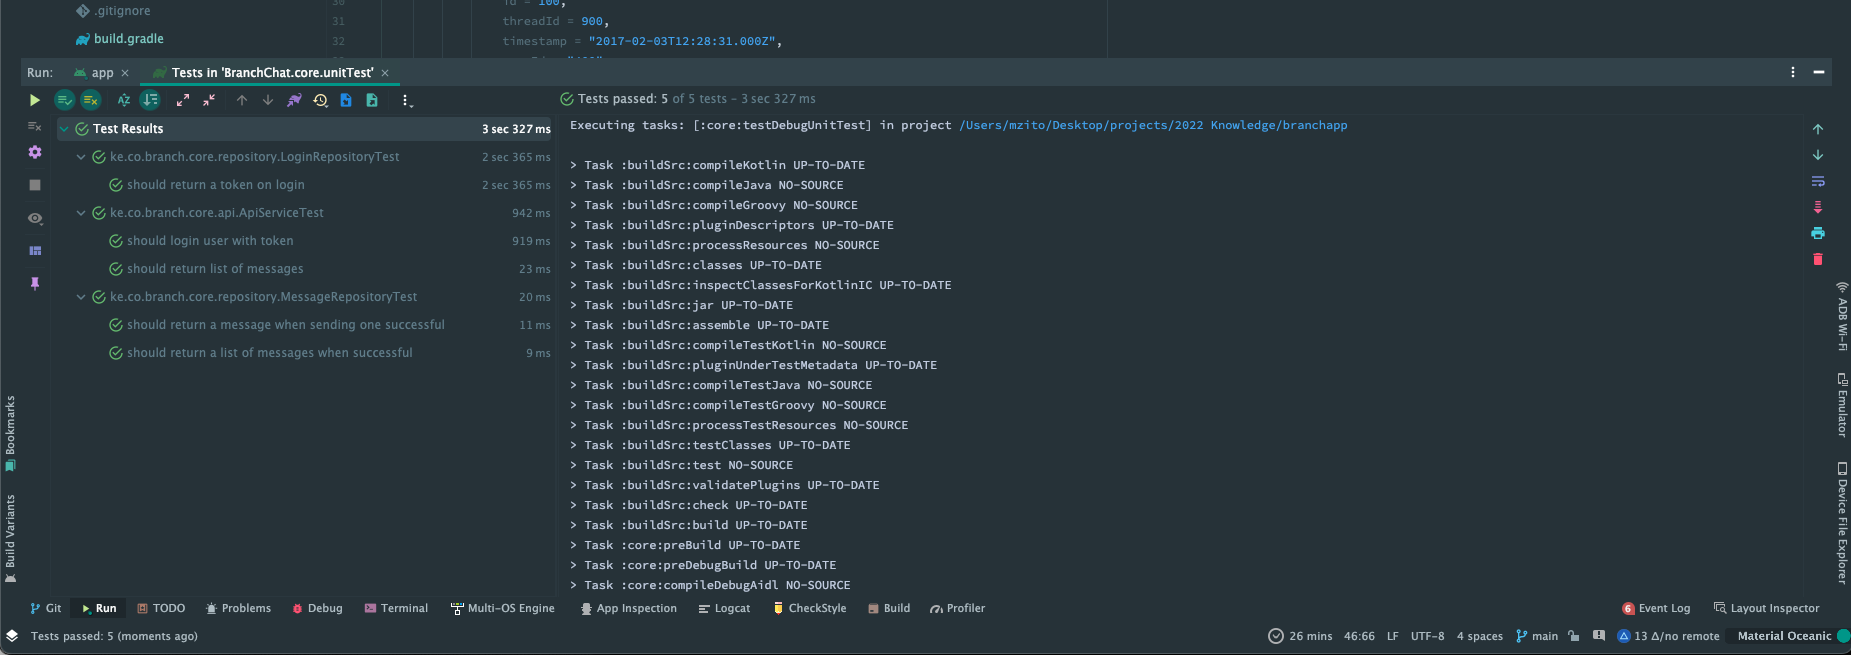 .gitignore
build.gradle
30 id = 100,
31 threadId = 900,
32 timestamp = "2017-02-03T12:28:31.000Z",
Run: app × Tests in 'BranchChat.core.unitTest' ×
Tests passed: 5 of 5 tests – 3 sec 327 ms
Test Results 3 sec 327 ms
ke.co.branch.core.repository.LoginRepositoryTest 2 sec 365 ms
should return a token on login 2 sec 365 ms
ke.co.branch.core.api.ApiServiceTest 942 ms
should login user with token 919 ms
should return list of messages 23 ms
ke.co.branch.core.repository.MessageRepositoryTest 20 ms
should return a message when sending one successful 11 ms
should return a list of messages when successful 9 ms
Executing tasks: [:core:testDebugUnitTest] in project /Users/mzito/Desktop/projects/2022 Knowledge/branchapp
> Task :buildSrc:compileKotlin UP-TO-DATE
> Task :buildSrc:compileJava NO-SOURCE
> Task :buildSrc:compileGroovy NO-SOURCE
> Task :buildSrc:pluginDescriptors UP-TO-DATE
> Task :buildSrc:processResources NO-SOURCE
> Task :buildSrc:classes UP-TO-DATE
> Task :buildSrc:inspectClassesForKotlinIC UP-TO-DATE
> Task :buildSrc:jar UP-TO-DATE
> Task :buildSrc:assemble UP-TO-DATE
> Task :buildSrc:compileTestKotlin NO-SOURCE
> Task :buildSrc:pluginUnderTestMetadata UP-TO-DATE
> Task :buildSrc:compileTestJava NO-SOURCE
> Task :buildSrc:compileTestGroovy NO-SOURCE
> Task :buildSrc:processTestResources NO-SOURCE
> Task :buildSrc:testClasses UP-TO-DATE
> Task :buildSrc:test NO-SOURCE
> Task :buildSrc:validatePlugins UP-TO-DATE
> Task :buildSrc:check UP-TO-DATE
> Task :buildSrc:build UP-TO-DATE
> Task :core:preBuild UP-TO-DATE
> Task :core:preDebugBuild UP-TO-DATE
> Task :core:compileDebugAidl NO-SOURCE
Bookmarks
Build Variants
ADB Wi-Fi
Emulator
Device File Explorer
Git Run TODO Problems Debug Terminal Multi-OS Engine App Inspection Logcat CheckStyle Build Profiler 6 Event Log Layout Inspector
Tests passed: 5 (moments ago) 26 mins 46:66 LF UTF-8 4 spaces main 13 Δ/no remote Material Oceanic